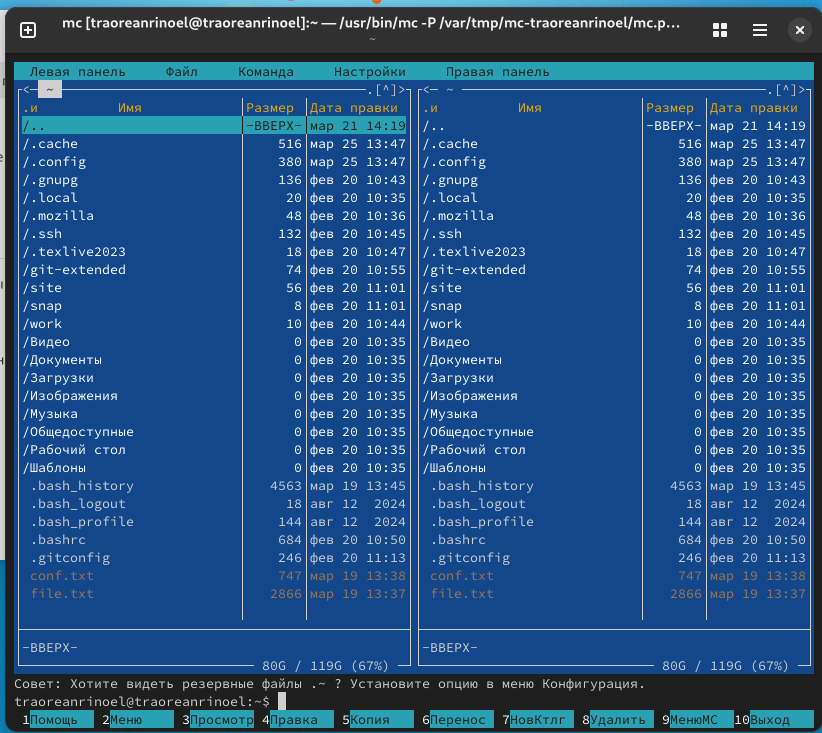 mc [traoreanrinoel@traoreanrinoel]:~ — /usr/bin/mc -P /var/tmp/mc-traoreanrinoel/mc.p…
~
Левая панель Файл Команда Настройки Правая панель
<─ ~ .[^]> <─ ~ .[^]>
.и Имя Размер Дата правки .и Имя Размер Дата правки
/.. -ВВЕРХ- мар 21 14:19 /.. -ВВЕРХ- мар 21 14:19
/.cache 516 мар 25 13:47 /.cache 516 мар 25 13:47
/.config 380 мар 25 13:47 /.config 380 мар 25 13:47
/.gnupg 136 фев 20 10:43 /.gnupg 136 фев 20 10:43
/.local 20 фев 20 10:35 /.local 20 фев 20 10:35
/.mozilla 48 фев 20 10:36 /.mozilla 48 фев 20 10:36
/.ssh 132 фев 20 10:45 /.ssh 132 фев 20 10:45
/.texlive2023 18 фев 20 10:47 /.texlive2023 18 фев 20 10:47
/git-extended 74 фев 20 10:55 /git-extended 74 фев 20 10:55
/site 56 фев 20 11:01 /site 56 фев 20 11:01
/snap 8 фев 20 11:01 /snap 8 фев 20 11:01
/work 10 фев 20 10:44 /work 10 фев 20 10:44
/Видео 0 фев 20 10:35 /Видео 0 фев 20 10:35
/Документы 0 фев 20 10:35 /Документы 0 фев 20 10:35
/Загрузки 0 фев 20 10:35 /Загрузки 0 фев 20 10:35
/Изображения 0 фев 20 10:35 /Изображения 0 фев 20 10:35
/Музыка 0 фев 20 10:35 /Музыка 0 фев 20 10:35
/Общедоступные 0 фев 20 10:35 /Общедоступные 0 фев 20 10:35
/Рабочий стол 0 фев 20 10:35 /Рабочий стол 0 фев 20 10:35
/Шаблоны 0 фев 20 10:35 /Шаблоны 0 фев 20 10:35
.bash_history 4563 мар 19 13:45 .bash_history 4563 мар 19 13:45
.bash_logout 18 авг 12 2024 .bash_logout 18 авг 12 2024
.bash_profile 144 авг 12 2024 .bash_profile 144 авг 12 2024
.bashrc 684 фев 20 10:50 .bashrc 684 фев 20 10:50
.gitconfig 246 фев 20 11:13 .gitconfig 246 фев 20 11:13
conf.txt 747 мар 19 13:38 conf.txt 747 мар 19 13:38
file.txt 2866 мар 19 13:37 file.txt 2866 мар 19 13:37
-ВВЕРХ- -ВВЕРХ-
80G / 119G (67%) 80G / 119G (67%)
Совет: Хотите видеть резервные файлы .~ ? Установите опцию в меню Конфигурация.
traoreanrinoel@traoreanrinoel:~$
1Помощь 2Меню 3Просмотр 4Правка 5Копия 6Перенос 7НовКтлг 8Удалить 9МенюMC 10Выход